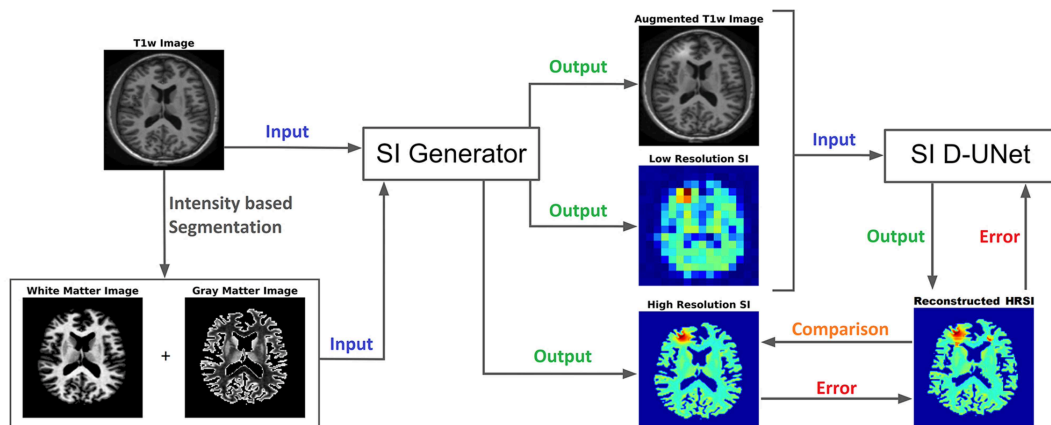 T1w Image
Input
Intensity based
Segmentation
White Matter Image
+
Gray Matter Image
Input
SI Generator
Output
Output
Output
Augmented T1w Image
Low Resolution SI
High Resolution SI
Input
SI D-UNet
Output
Error
Reconstructed HRSI
Comparison
Error